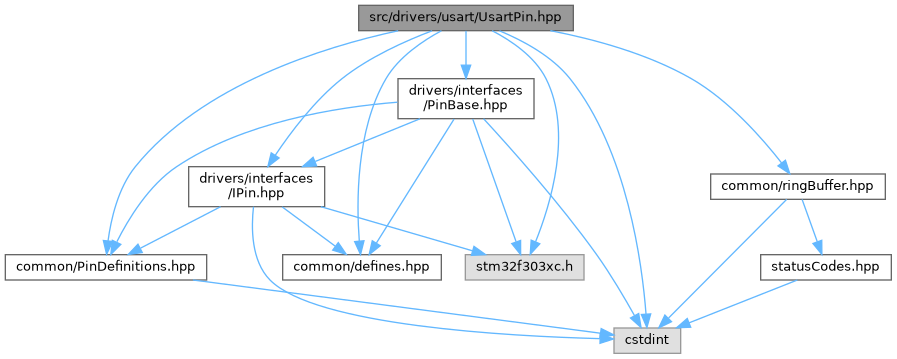 src/drivers/usart/UsartPin.hpp
drivers/interfaces
/PinBase.hpp
drivers/interfaces
/IPin.hpp
common/ringBuffer.hpp
common/PinDefinitions.hpp
common/defines.hpp
stm32f303xc.h
statusCodes.hpp
cstdint